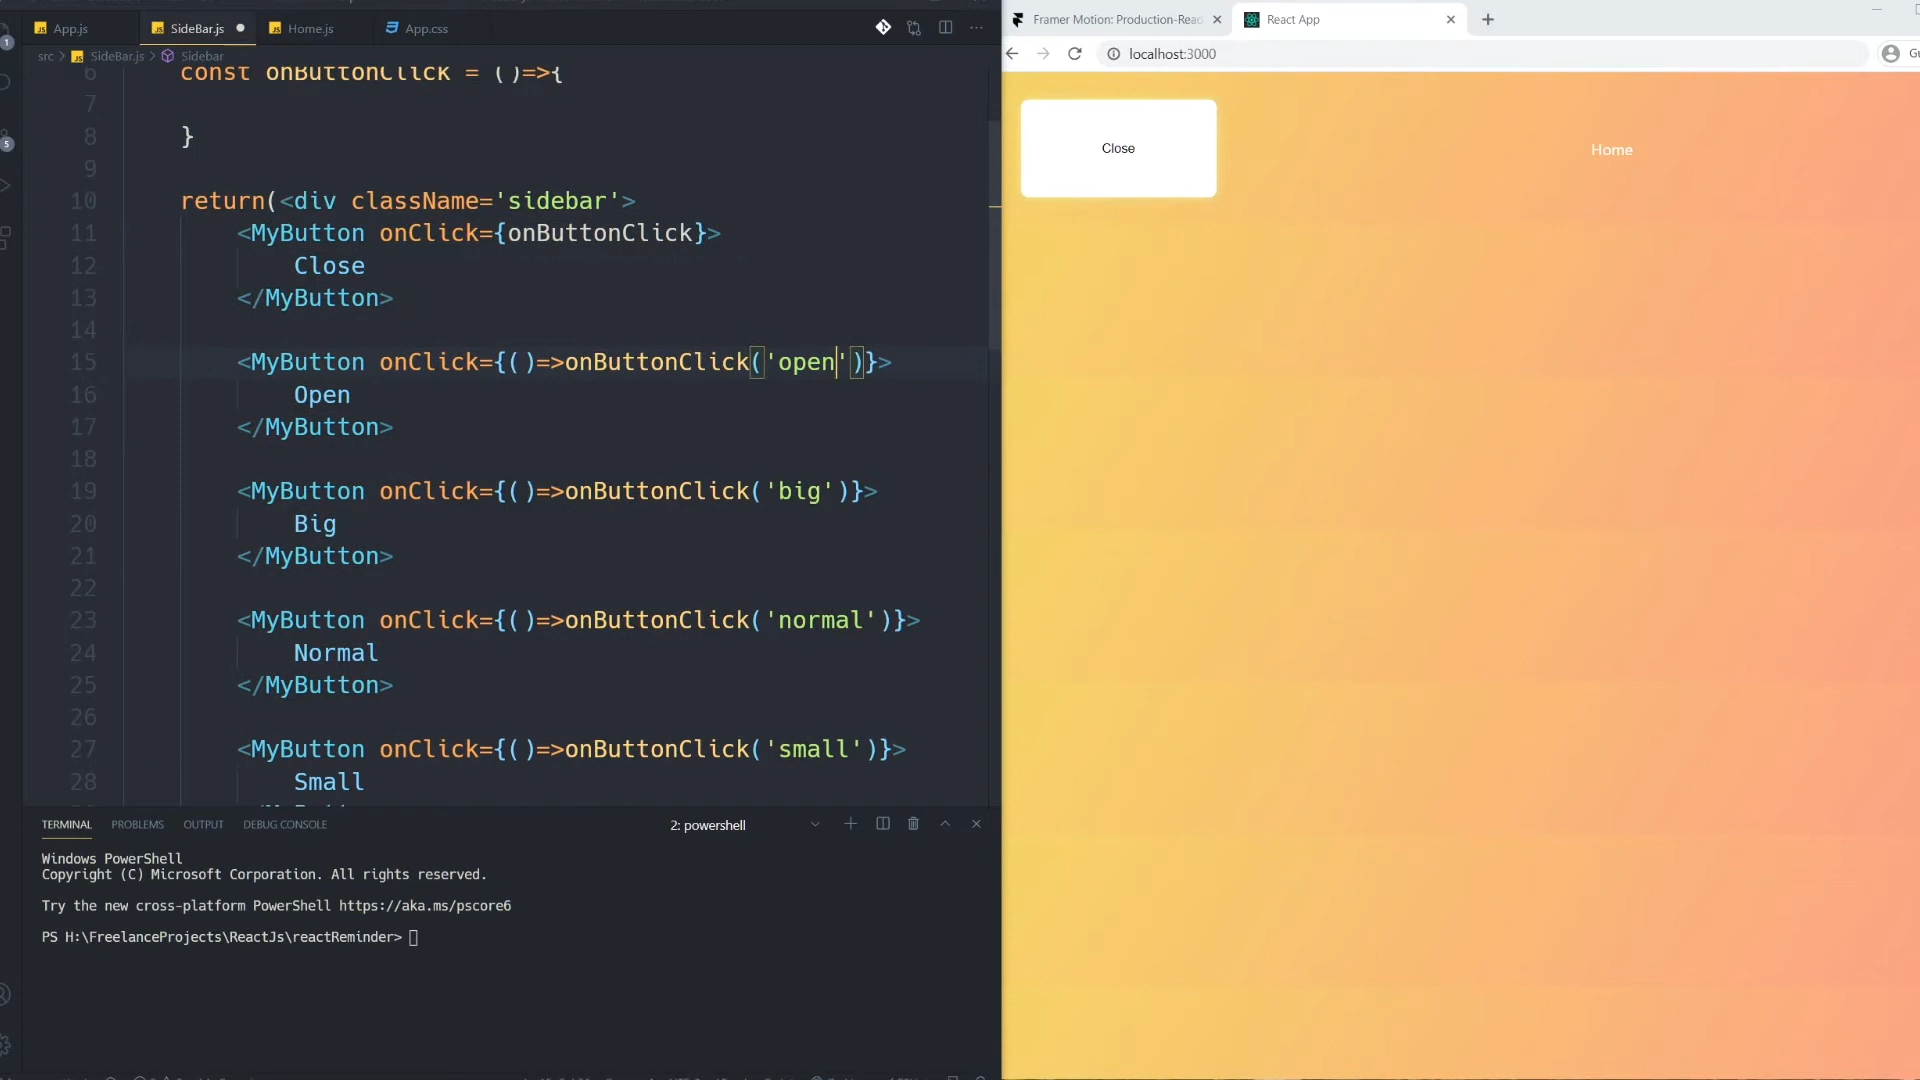 App.js
SideBar.js
Home.js
App.css
src > SideBar.js > Sidebar
6 const onButtonClick = ()=>{
7
8 }
9
10 return(<div className='sidebar'>
11 <MyButton onClick={onButtonClick}>
12 Close
13 </MyButton>
14
15 <MyButton onClick={()=>onButtonClick('open')}>
16 Open
17 </MyButton>
18
19 <MyButton onClick={()=>onButtonClick('big')}>
20 Big
21 </MyButton>
22
23 <MyButton onClick={()=>onButtonClick('normal')}>
24 Normal
25 </MyButton>
26
27 <MyButton onClick={()=>onButtonClick('small')}>
28 Small
1
5
TERMINAL PROBLEMS OUTPUT DEBUG CONSOLE 2: powershell
Windows PowerShell
Copyright (C) Microsoft Corporation. All rights reserved.
Try the new cross-platform PowerShell https://aka.ms/pscore6
PS H:\FreelanceProjects\ReactJs\reactReminder>
Framer Motion: Production-Reac
React App
localhost:3000
Gu
Close
Home